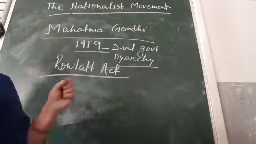 The Nationalist Movement
Mahatma Gandhi
1919 - Dual govt
Dyarchy
Rowlatt Act